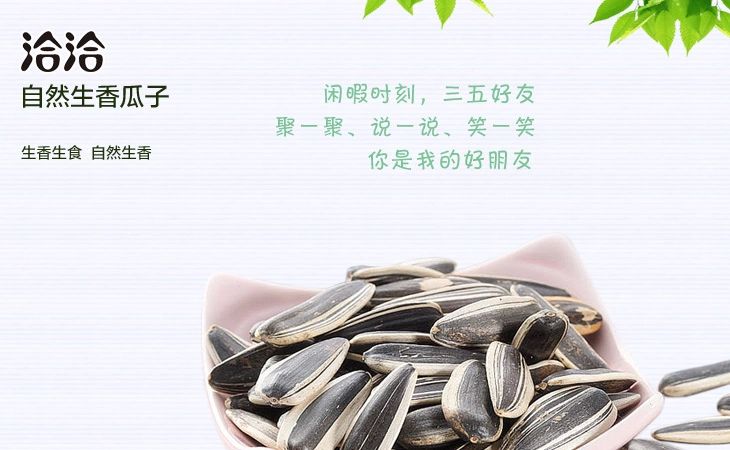 洽洽
自然生香瓜子
生香生食 自然生香
闲暇时刻，三五好友
聚一聚、说一说、笑一笑
你是我的好朋友